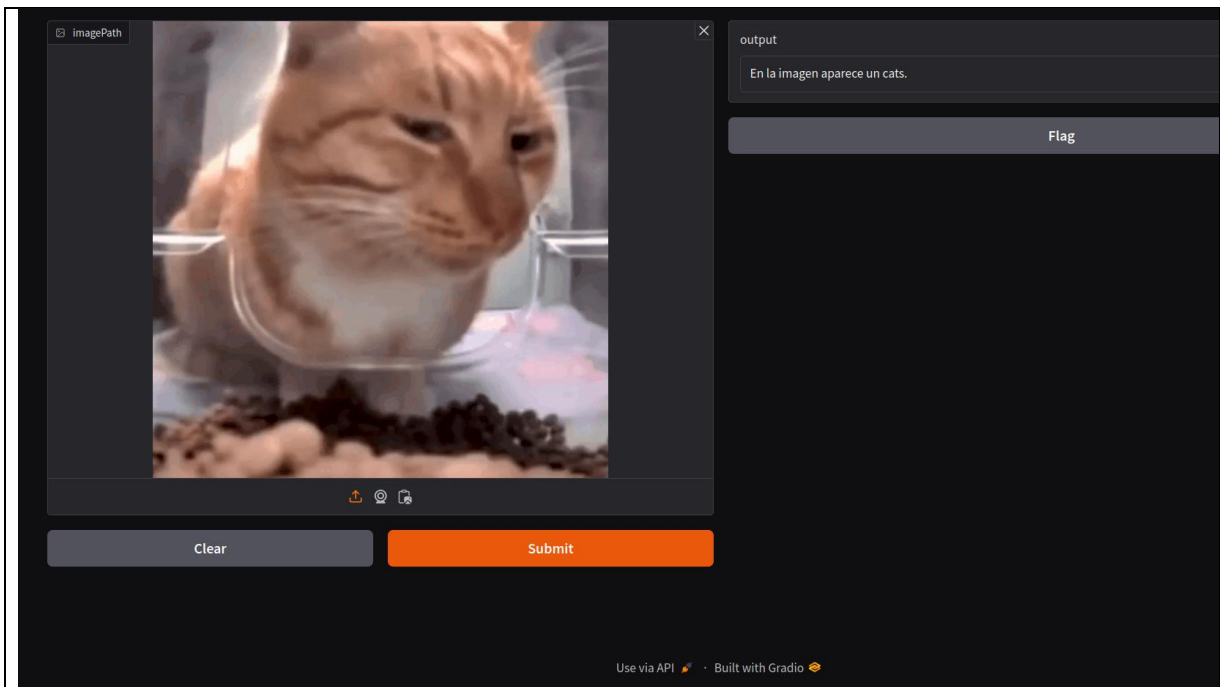 imagePath
output
En la imagen aparece un cats.
Flag
Clear
Submit
Use via API 🚀 · Built with Gradio